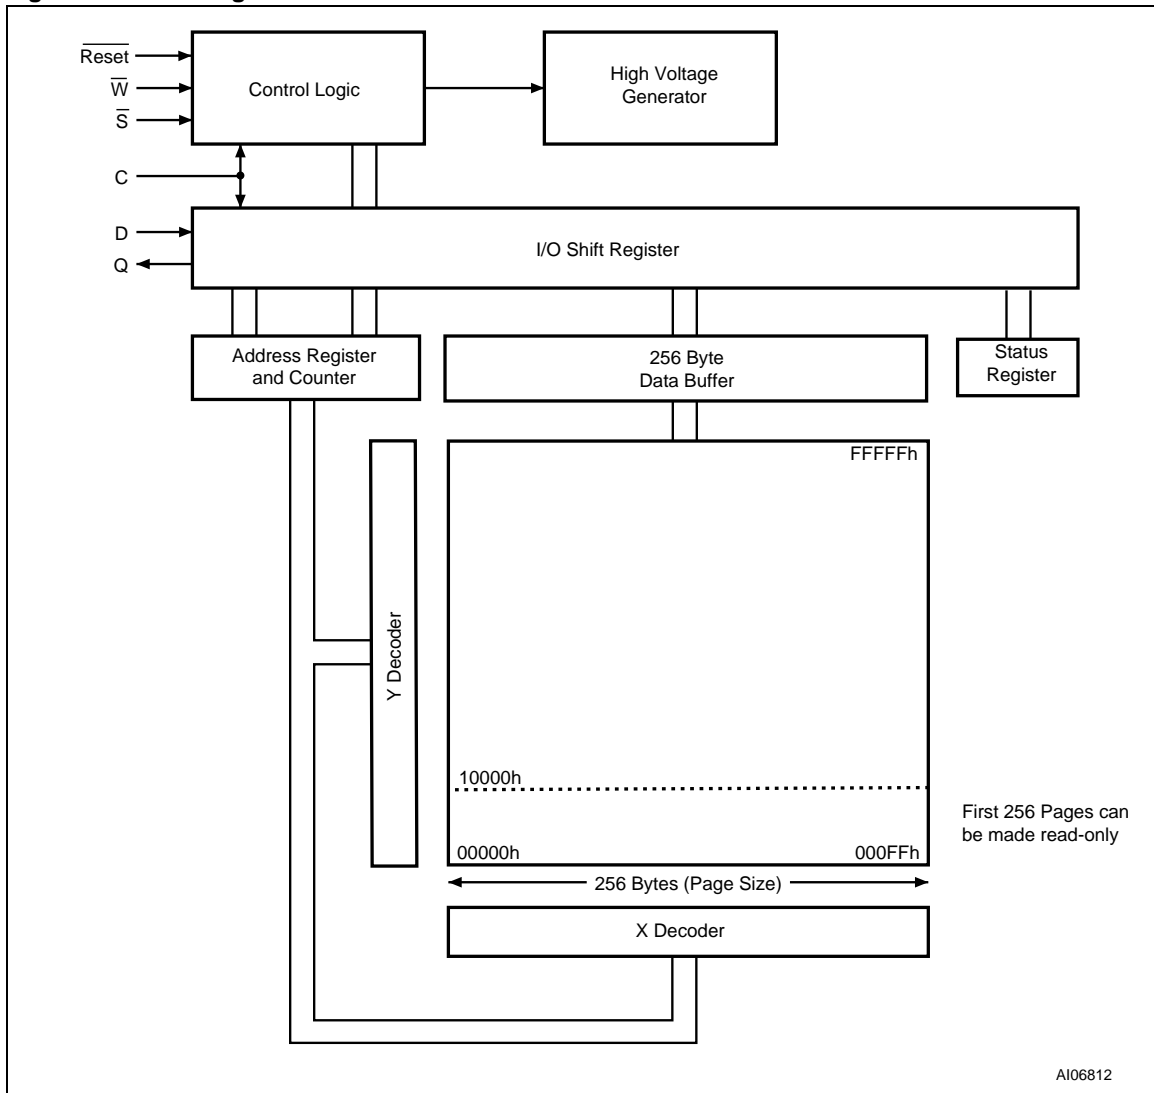 Reset
W
S
C
D
Q
Control Logic
High Voltage
Generator
I/O Shift Register
Address Register
and Counter
256 Byte
Data Buffer
Status
Register
Y Decoder
FFFFFh
10000h
00000h
000FFh
First 256 Pages can
be made read-only
256 Bytes (Page Size)
X Decoder
AI06812